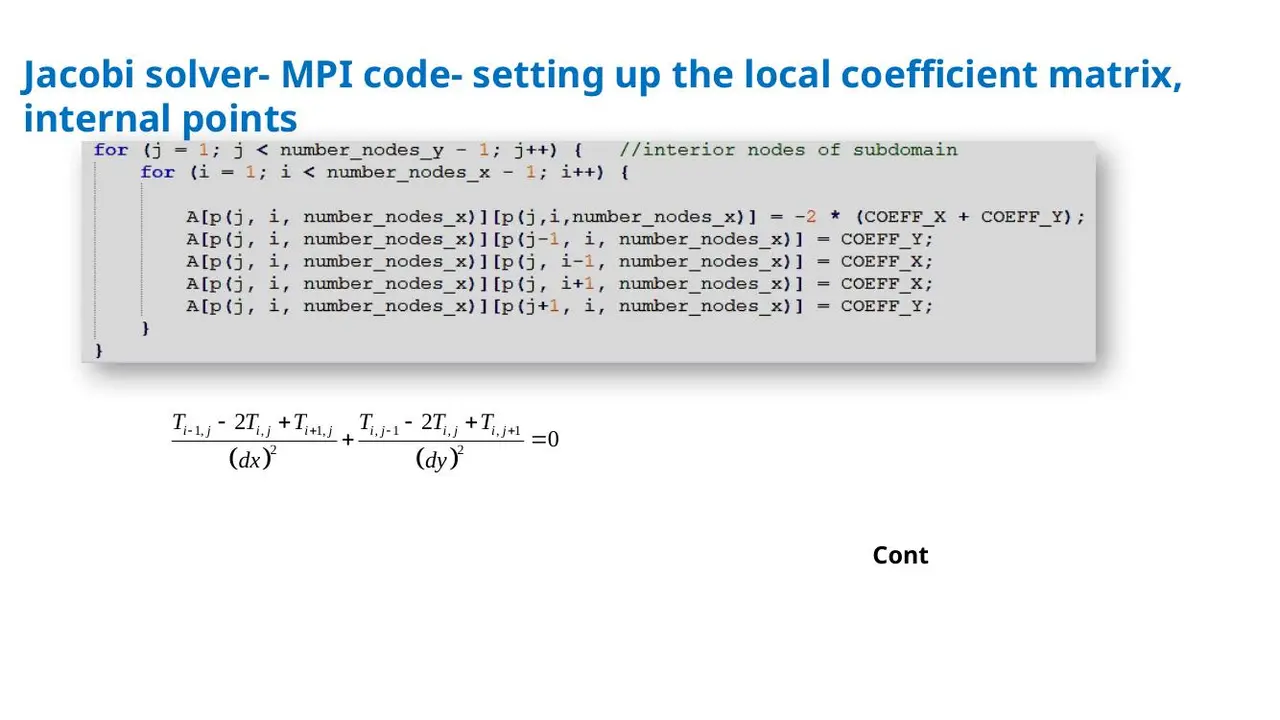 Jacobi solver- MPI code- setting up the local coefficient matrix,
internal points
for (j = 1; j < number_nodes_y - 1; j++) {   //interior nodes of subdomain
    for (i = 1; i < number_nodes_x - 1; i++) {
        A[p(j, i, number_nodes_x)][p(j,i,number_nodes_x)] = -2 * (COEFF_X + COEFF_Y);
        A[p(j, i, number_nodes_x)][p(j-1, i, number_nodes_x)] = COEFF_Y;
        A[p(j, i, number_nodes_x)][p(j, i-1, number_nodes_x)] = COEFF_X;
        A[p(j, i, number_nodes_x)][p(j, i+1, number_nodes_x)] = COEFF_X;
        A[p(j, i, number_nodes_x)][p(j+1, i, number_nodes_x)] = COEFF_Y;
    }
}
(T_{i-1,j} - 2T_{i,j} + T_{i+1,j})/(dx)^2 + (T_{i,j-1} - 2T_{i,j} + T_{i,j+1})/(dy)^2 = 0
Cont